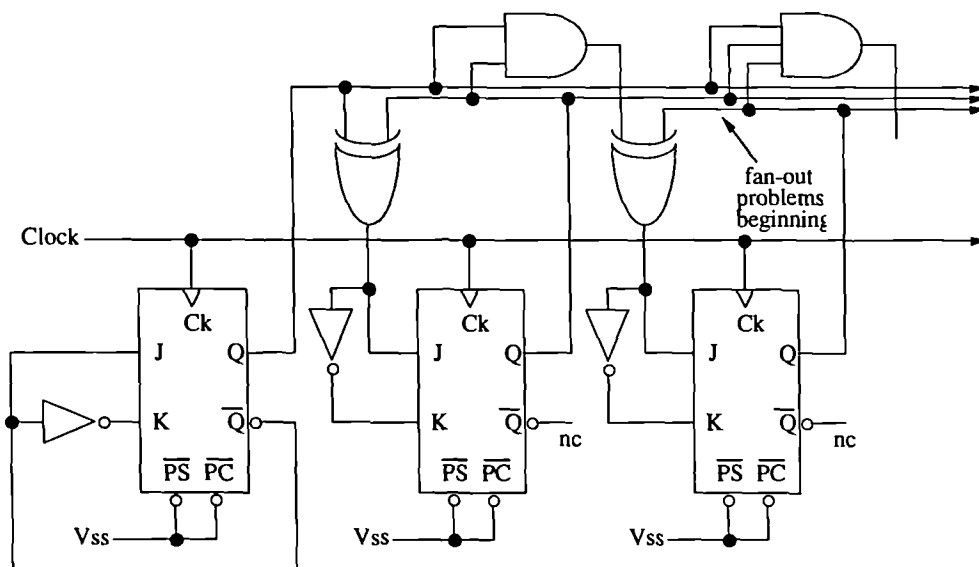 fan-out
problems
beginning
Clock
Ck
Ck
Ck
J
Q
J
Q
J
Q
K
Q
K
Q
nc
K
Q
nc
PS PC
PS PC
PS PC
Vss
Vss
Vss